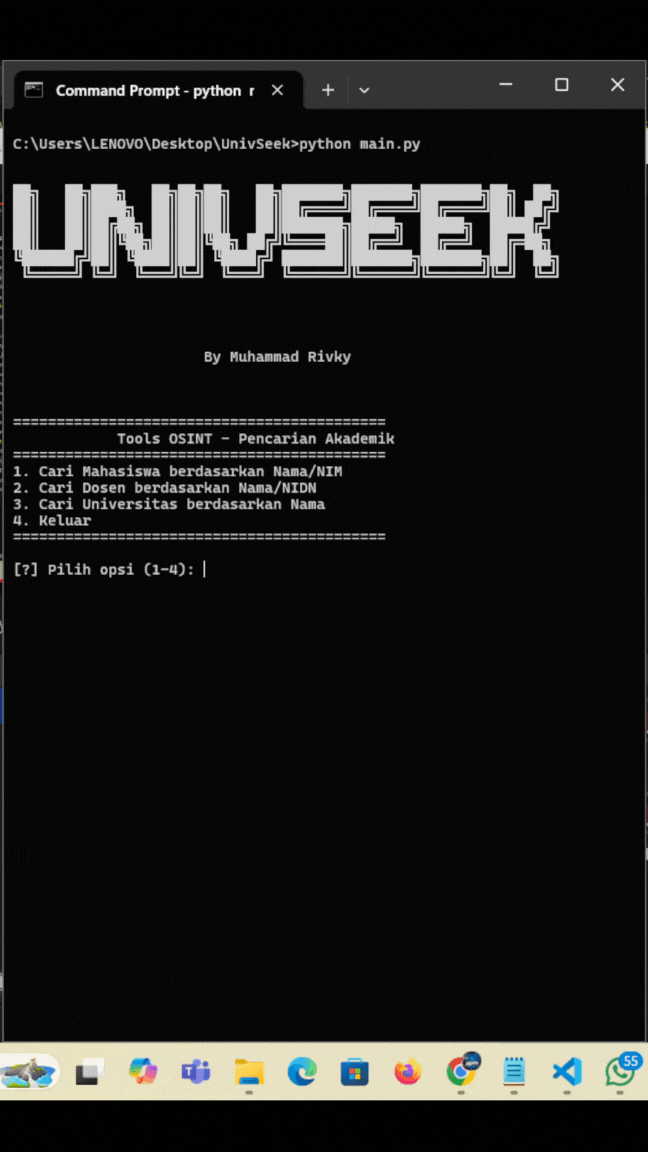 Command Prompt - python r
C:\Users\LENOVO\Desktop\UnivSeek>python main.py
UNIVSEEK
By Muhammad Rivky
===========================================
Tools OSINT - Pencarian Akademik
===========================================
1. Cari Mahasiswa berdasarkan Nama/NIM
2. Cari Dosen berdasarkan Nama/NIDN
3. Cari Universitas berdasarkan Nama
4. Keluar
===========================================
[?] Pilih opsi (1-4):
55